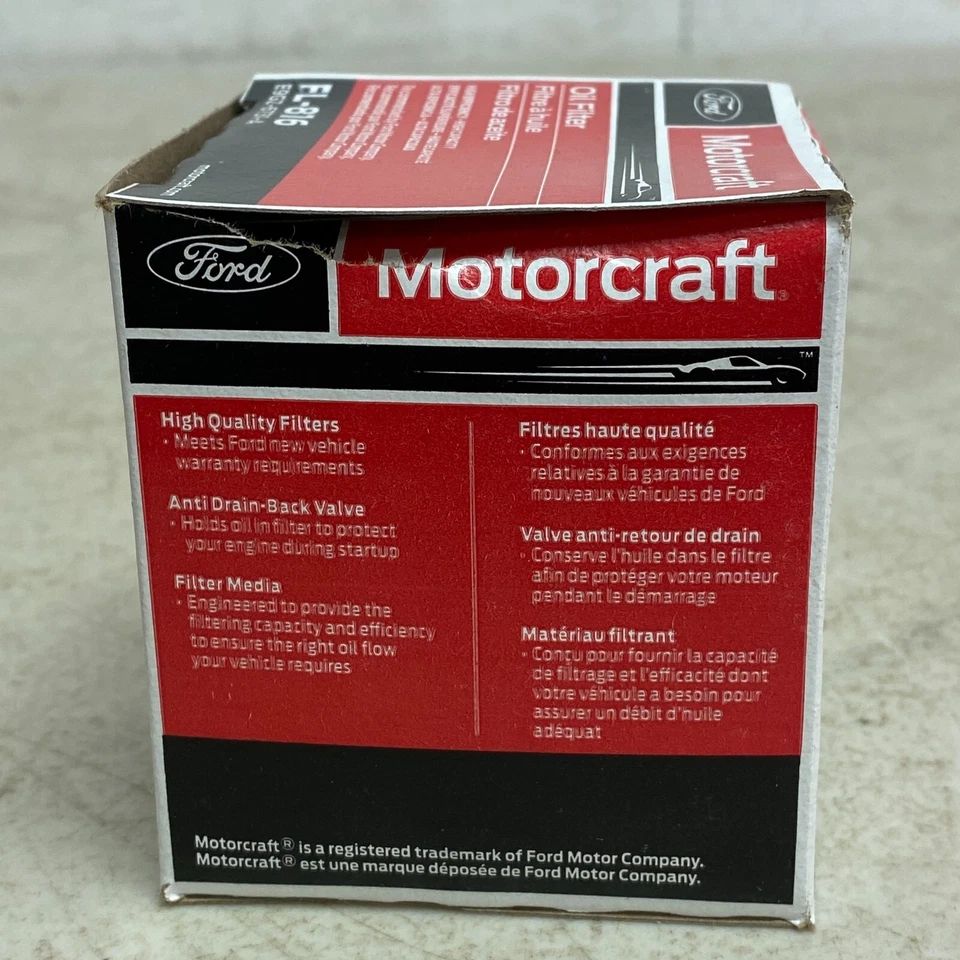 FL-816
Oil Filter
Filtre à huile
Filtro de aceite
motorcraft.com
Ford
Motorcraft
Ford
Motorcraft®
TM
High Quality Filters
· Meets Ford new vehicle
warranty requirements
Anti Drain-Back Valve
· Holds oil in filter to protect
your engine during startup
Filter Media
· Engineered to provide the
filtering capacity and efficiency
to ensure the right oil flow
your vehicle requires
Filtres haute qualité
· Conformes aux exigences
relatives à la garantie de
nouveaux véhicules de Ford
Valve anti-retour de drain
· Conserve l'huile dans le filtre
afin de protéger votre moteur
pendant le démarrage
Matériau filtrant
· Conçu pour fournir la capacité
de filtrage et l'efficacité dont
votre véhicule a besoin pour
assurer un débit d'huile
adéquat
Motorcraft® is a registered trademark of Ford Motor Company.
Motorcraft® est une marque déposée de Ford Motor Company.